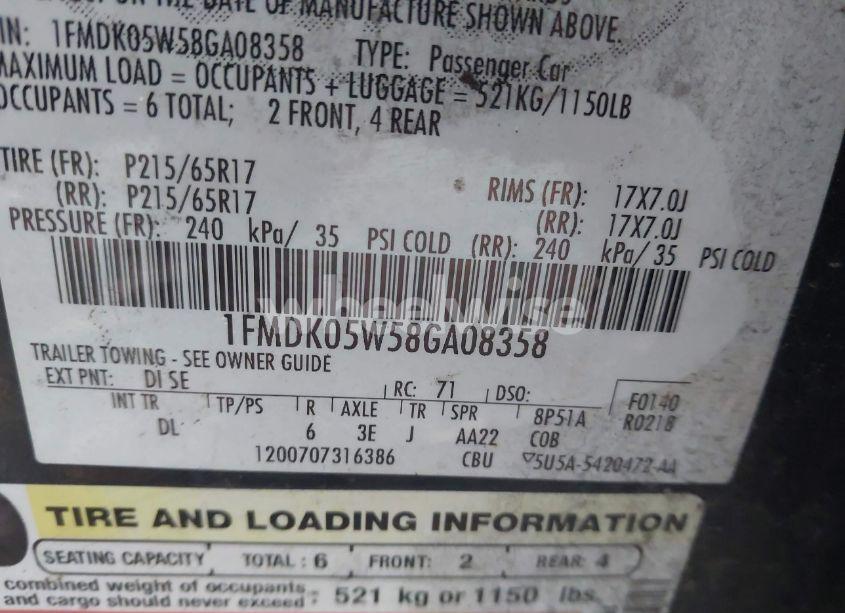 ON THE DATE OF MANUFACTURE SHOWN ABOVE.
IN: 1FMDK05W58GA08358 TYPE: Passenger Car
MAXIMUM LOAD = OCCUPANTS + LUGGAGE = 521KG/1150LB
OCCUPANTS = 6 TOTAL; 2 FRONT, 4 REAR
TIRE (FR): P215/65R17 RIMS (FR): 17X7.0J
(RR): P215/65R17 (RR): 17X7.0J
PRESSURE (FR): 240 kPa/ 35 PSI COLD (RR): 240 kPa/ 35 PSI COLD
wheelwise
1FMDK05W58GA08358
TRAILER TOWING - SEE OWNER GUIDE
EXT PNT: DI SE RC: 71 DSO: F0140
INT TR TP/PS R AXLE TR SPR 8P51A R0218
DL 6 3E J AA22 COB
1200707316386 CBU ▽5U5A-5420472-AA
TIRE AND LOADING INFORMATION
SEATING CAPACITY TOTAL : 6 FRONT: 2 REAR: 4
combined weight of occupants
and cargo should never exceed : 521 kg or 1150 lbs.